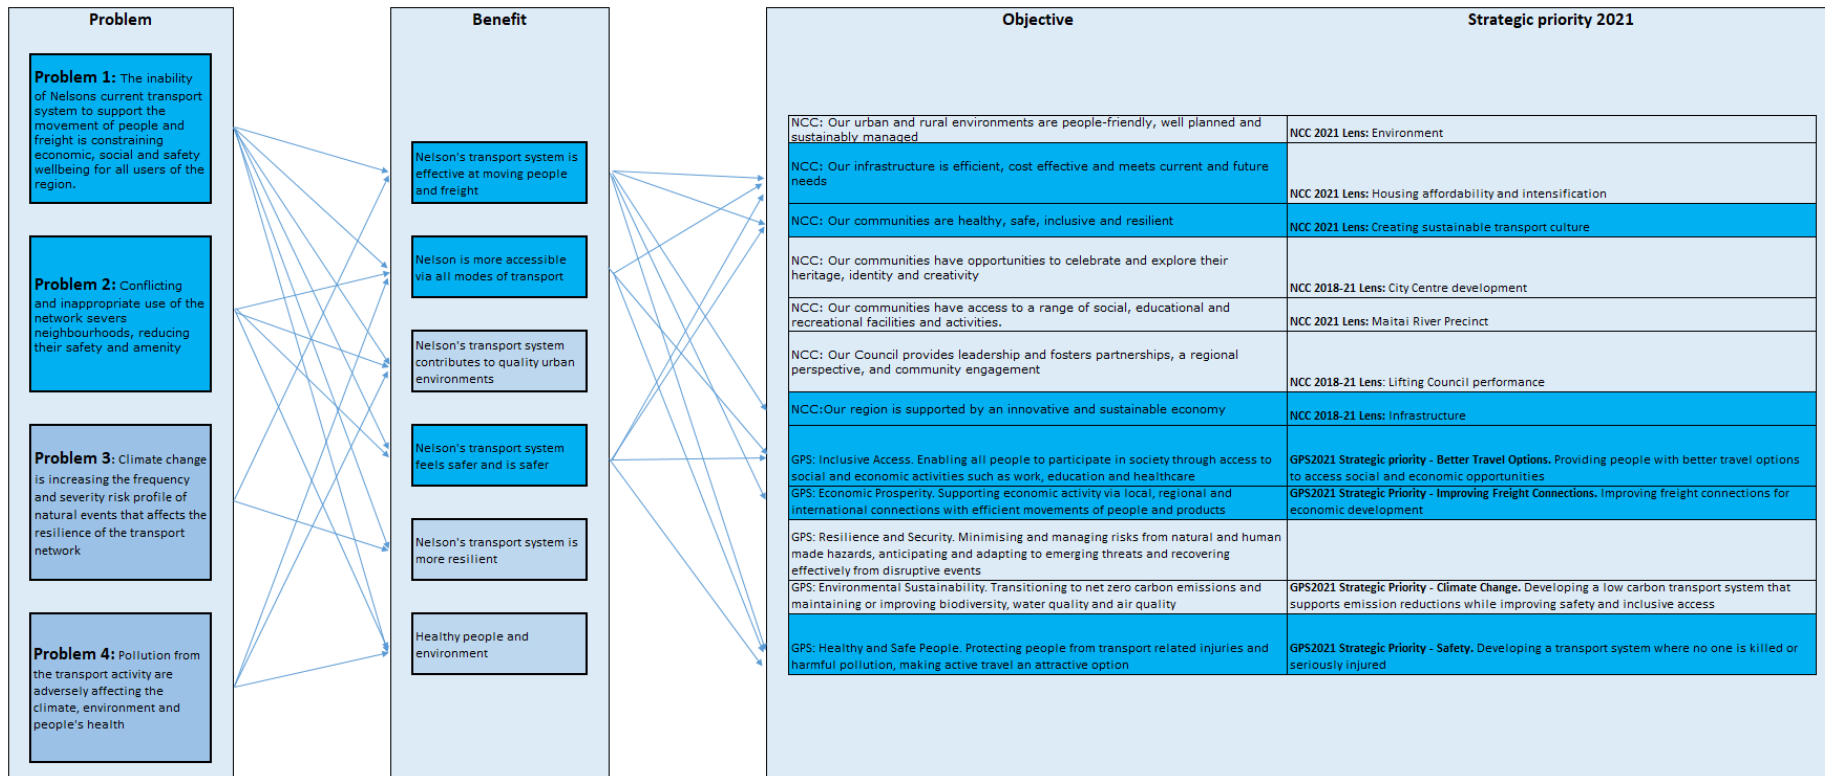 Problem
Benefit
Objective
Strategic priority 2021
Problem 1: The inability
of Nelsons current transport
system to support the
movement of people and
freight is constraining
economic, social and safety
wellbeing for all users of the
region.
Problem 2: Conflicting
and inappropriate use of the
network severs
neighbourhoods, reducing
their safety and amenity
Problem 3: Climate change
is increasing the frequency
and severity risk profile of
natural events that affects the
resilience of the transport
network
Problem 4: Pollution from
the transport activity are
adversely affecting the
climate, environment and
people's health
Nelson's transport system is
effective at moving people
and freight
Nelson is more accessible
via all modes of transport
Nelson's transport system
contributes to quality urban
environments
Nelson's transport system
feels safer and is safer
Nelson's transport system is
more resilient
Healthy people and
environment
NCC: Our urban and rural environments are people-friendly, well planned and
sustainably managed
NCC 2021 Lens: Environment
NCC: Our infrastructure is efficient, cost effective and meets current and future
needs
NCC 2021 Lens: Housing affordability and intensification
NCC: Our communities are healthy, safe, inclusive and resilient
NCC 2021 Lens: Creating sustainable transport culture
NCC: Our communities have opportunities to celebrate and explore their
heritage, identity and creativity
NCC 2018-21 Lens: City Centre development
NCC: Our communities have access to a range of social, educational and
recreational facilities and activities.
NCC 2021 Lens: Maitai River Precinct
NCC: Our Council provides leadership and fosters partnerships, a regional
perspective, and community engagement
NCC 2018-21 Lens: Lifting Council performance
NCC:Our region is supported by an innovative and sustainable economy
NCC 2018-21 Lens: Infrastructure
GPS: Inclusive Access. Enabling all people to participate in society through access to
social and economic activities such as work, education and healthcare
GPS2021 Strategic priority - Better Travel Options. Providing people with better travel options
to access social and economic opportunities
GPS: Economic Prosperity. Supporting economic activity via local, regional and
international connections with efficient movements of people and products
GPS2021 Strategic Priority - Improving Freight Connections. Improving freight connections for
economic development
GPS: Resilience and Security. Minimising and managing risks from natural and human
made hazards, anticipating and adapting to emerging threats and recovering
effectively from disruptive events
GPS: Environmental Sustainability. Transitioning to net zero carbon emissions and
maintaining or improving biodiversity, water quality and air quality
GPS2021 Strategic Priority - Climate Change. Developing a low carbon transport system that
supports emission reductions while improving safety and inclusive access
GPS: Healthy and Safe People. Protecting people from transport related injuries and
harmful pollution, making active travel an attractive option
GPS2021 Strategic Priority - Safety. Developing a transport system where no one is killed or
seriously injured